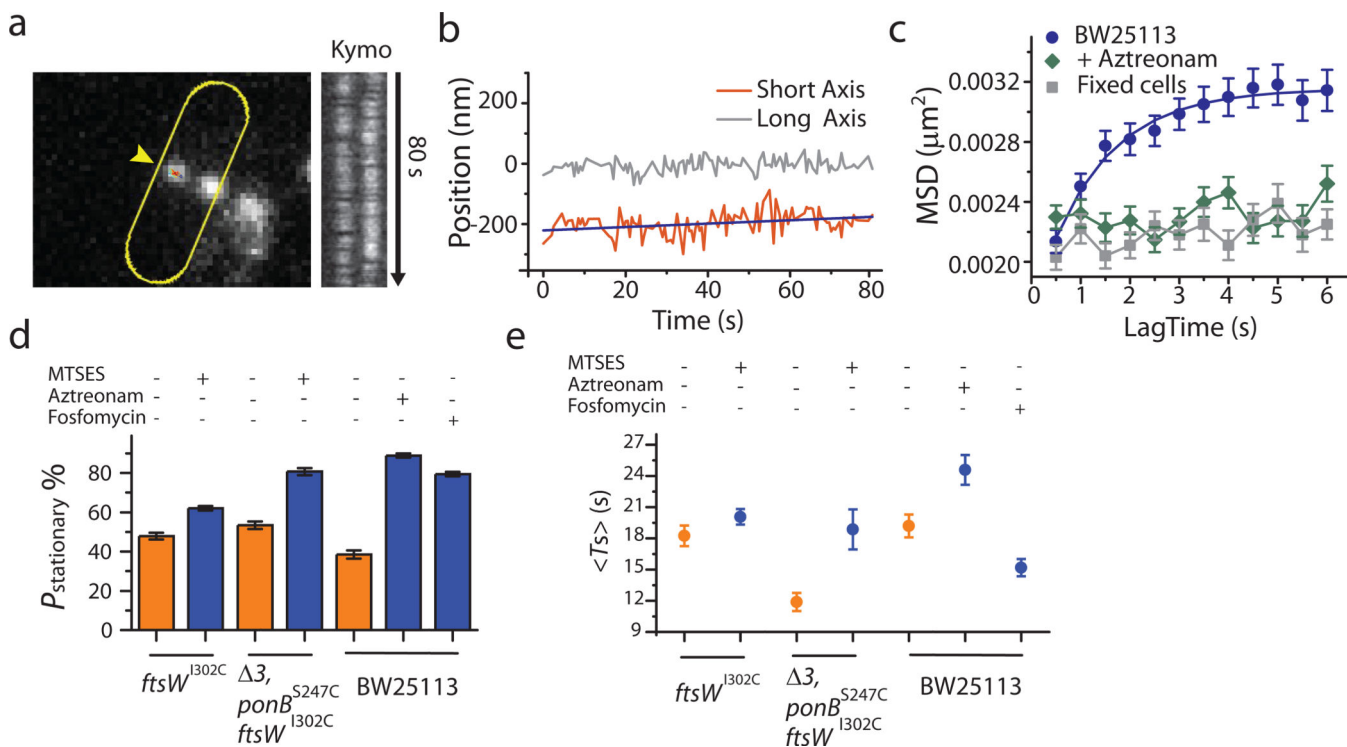 a
Kymo
80 s
b
Position (nm)
200
0
-200
0 20 40 60 80
Time (s)
Short Axis
Long Axis
c
MSD (μm²)
0.0032
0.0028
0.0024
0.0020
1 2 3 4 5 6
LagTime (s)
BW25113
+ Aztreonam
Fixed cells
d
MTSES - + - + - - -
Aztreonam - - - - - + -
Fosfomycin - - - - - - +
Pstationary %
80
60
40
20
0
ftsW I302C
Δ3,
ponB S247C
ftsW I302C
BW25113
e
MTSES - + - + - - -
Aztreonam - - - - - + -
Fosfomycin - - - - - - +
<Ts> (s)
27
24
21
18
15
12
9
ftsW I302C
Δ3,
ponB S247C
ftsW I302C
BW25113